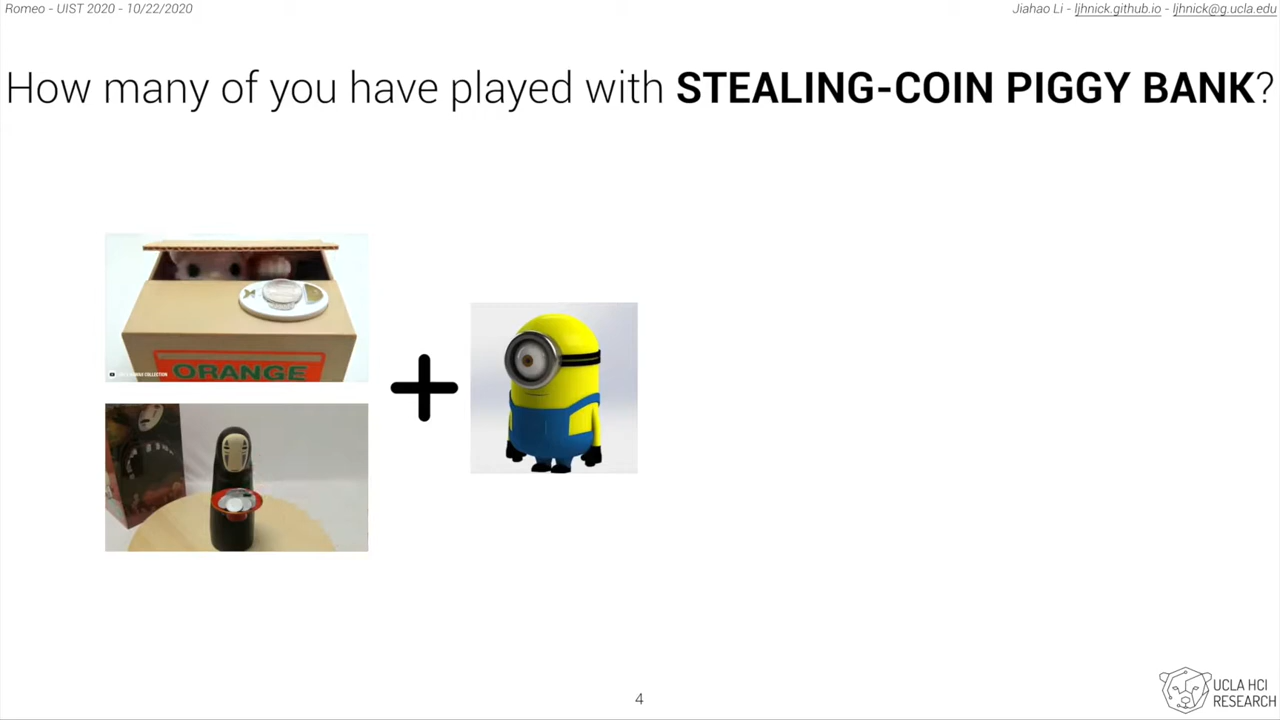 Romeo - UIST 2020 - 10/22/2020
Jiahao Li - ljhnick.github.io - ljhnick@g.ucla.edu
How many of you have played with STEALING-COIN PIGGY BANK?
ORANGE
4
UCLA HCI
RESEARCH